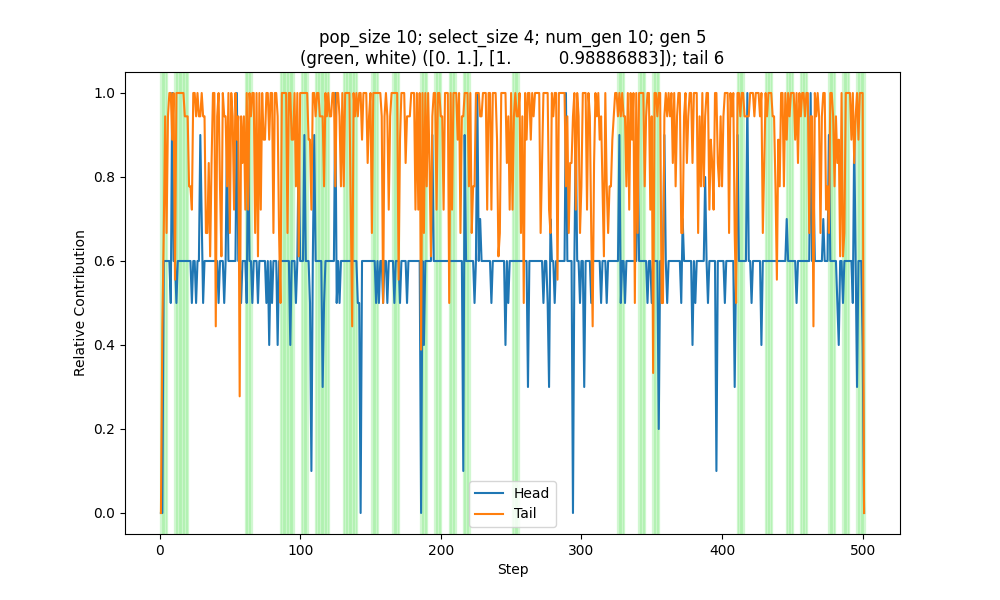 pop_size 10; select_size 4; num_gen 10; gen 5
(green, white) ([0. 1.], [1.          0.98886883]); tail 6
1.0
0.8
0.6
0.4
0.2
0.0
Relative Contribution
Head
Tail
0 100 200 300 400 500
Step